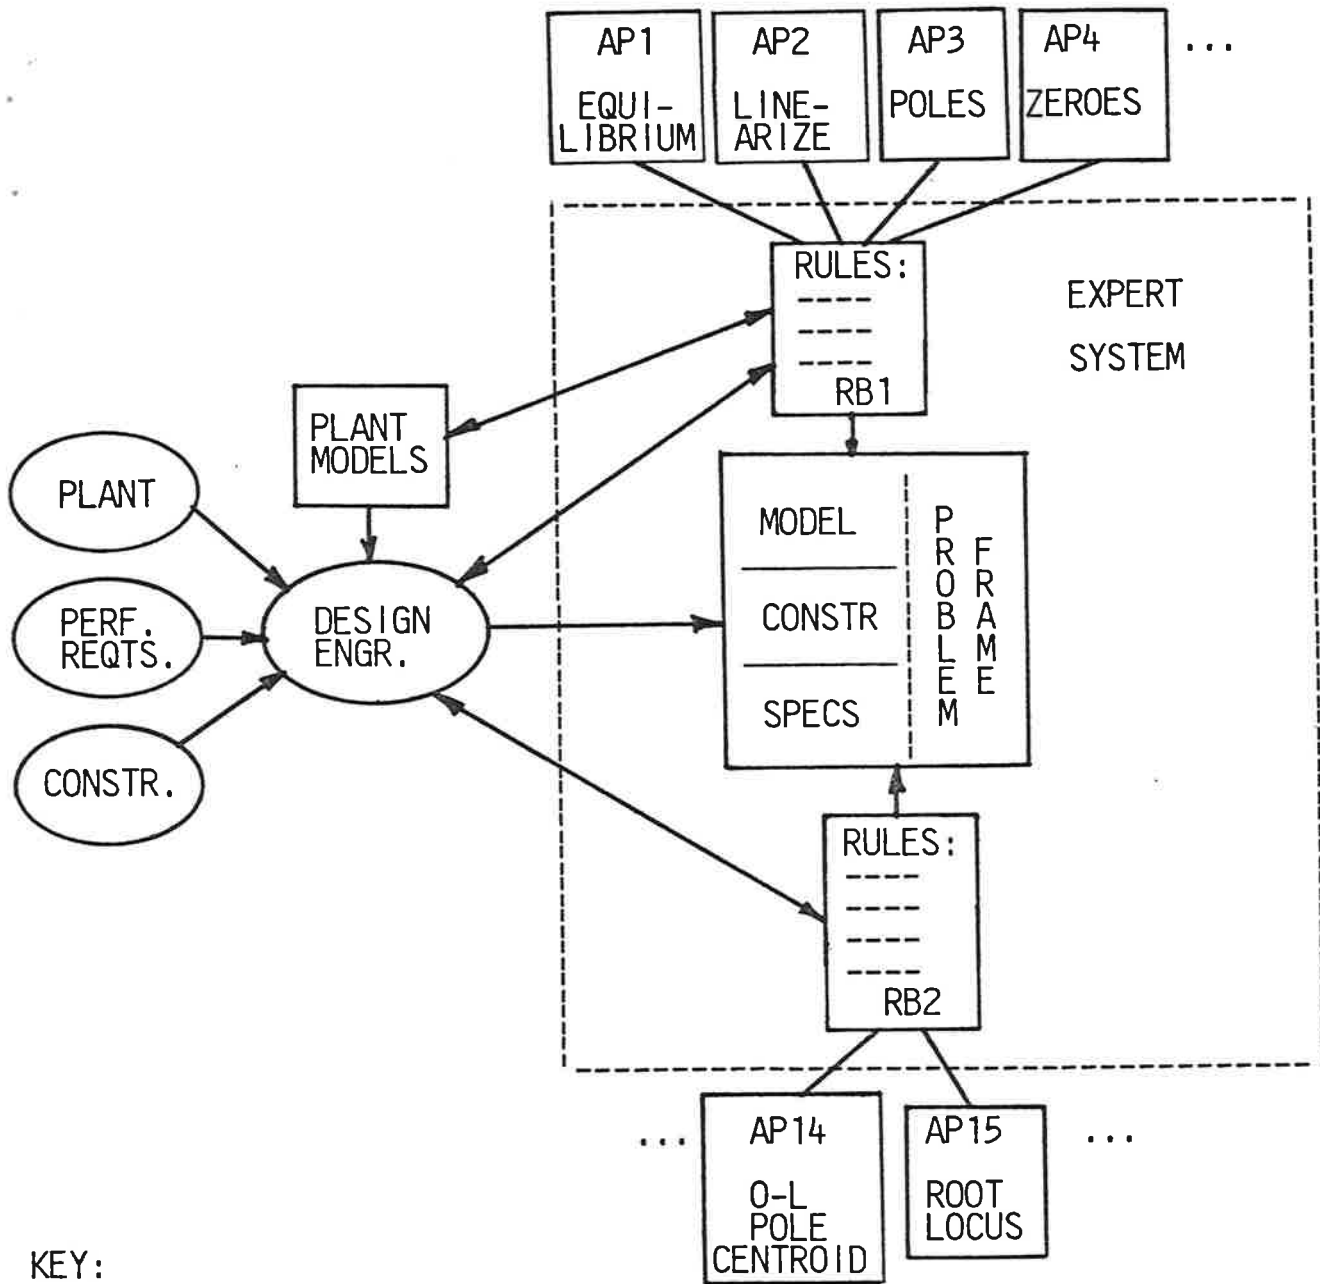 AP1
EQUI-
LIBRIUM
AP2
LINE-
ARIZE
AP3
POLES
AP4
ZEROES
...
RULES:
RB1
EXPERT
SYSTEM
PLANT
MODELS
PLANT
PERF.
REQTS.
CONSTR.
DESIGN
ENGR.
MODEL
CONSTR
SPECS
PROBLEM
FRAME
RULES:
RB2
...
AP14
O-L
POLE
CENTROID
AP15
ROOT
LOCUS
...
KEY: